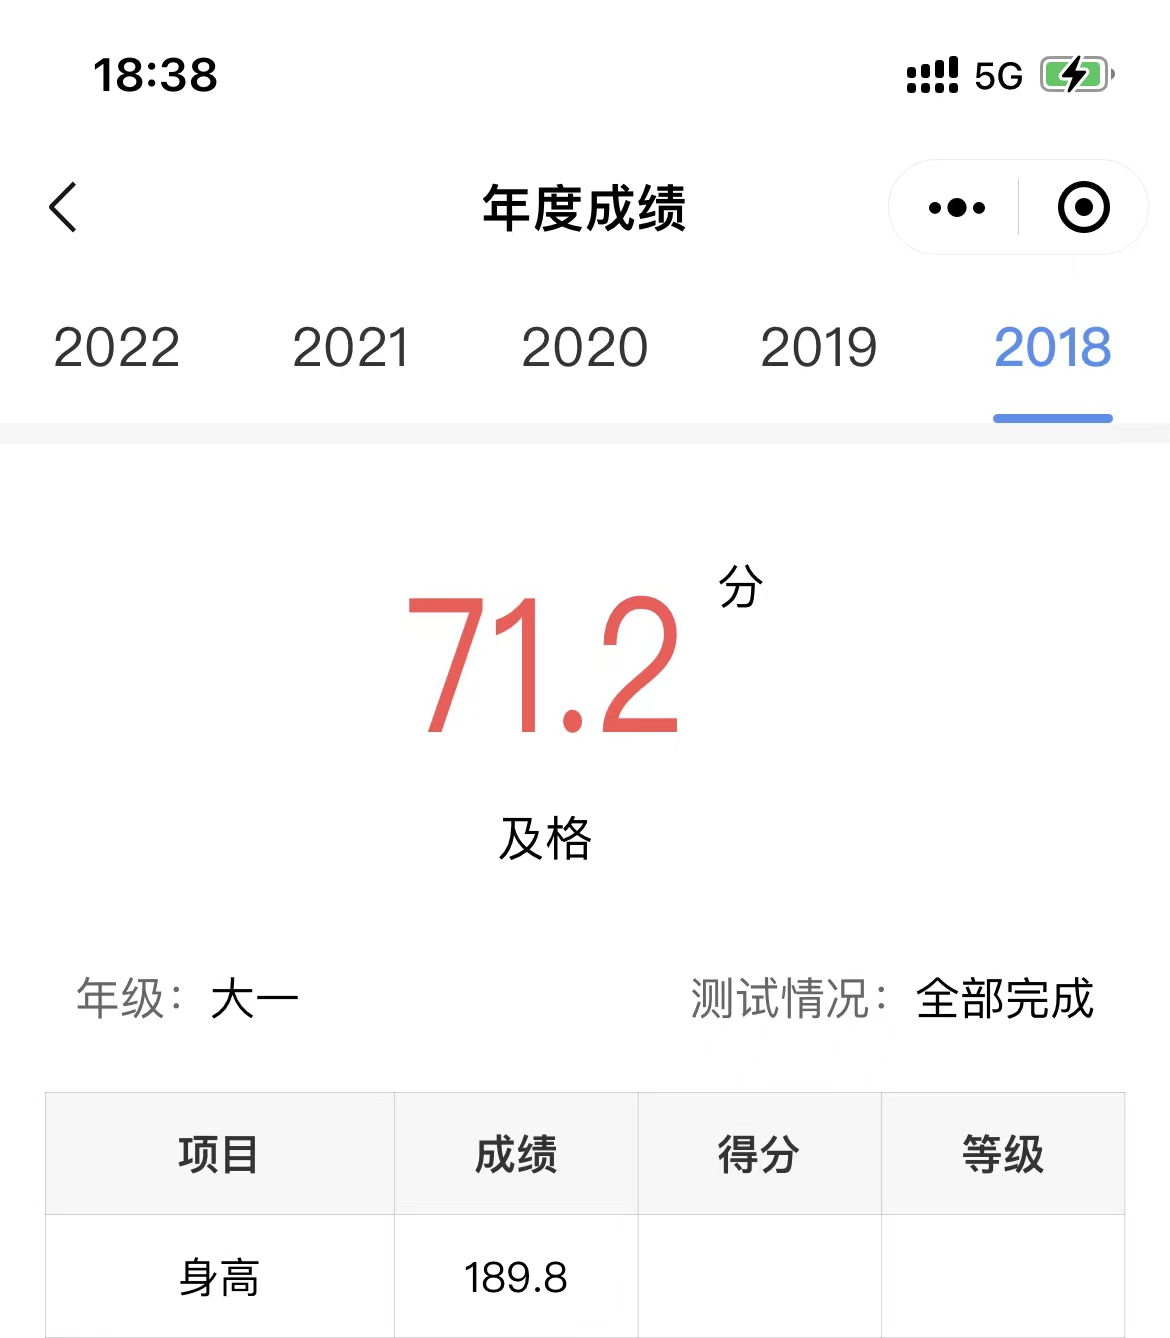 18:38 5G
年度成绩
2022 2021 2020 2019 2018
71.2 分
及格
年级： 大一 测试情况： 全部完成
项目 成绩 得分 等级
身高 189.8